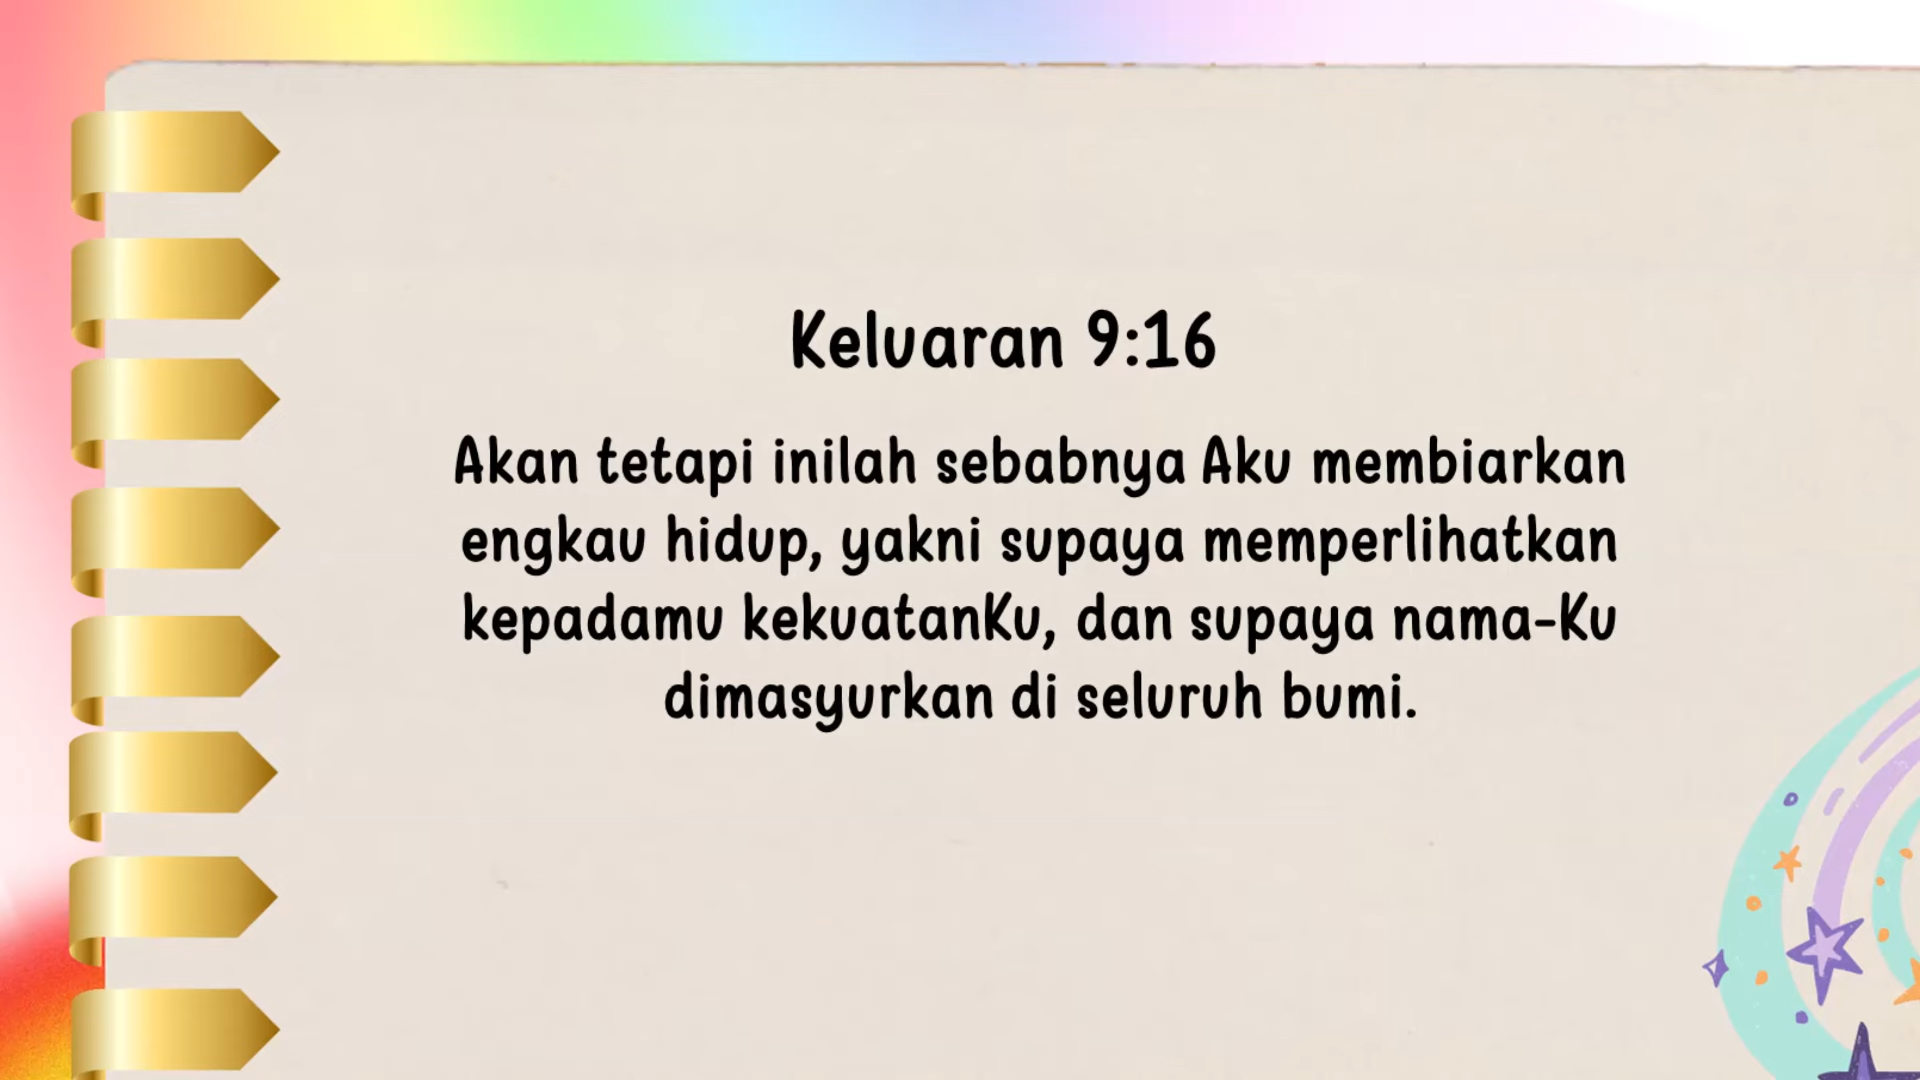 Keluaran 9:16
Akan tetapi inilah sebabnya Aku membiarkan
engkau hidup, yakni supaya memperlihatkan
kepadamu kekuatanKu, dan supaya nama-Ku
dimasyurkan di seluruh bumi.